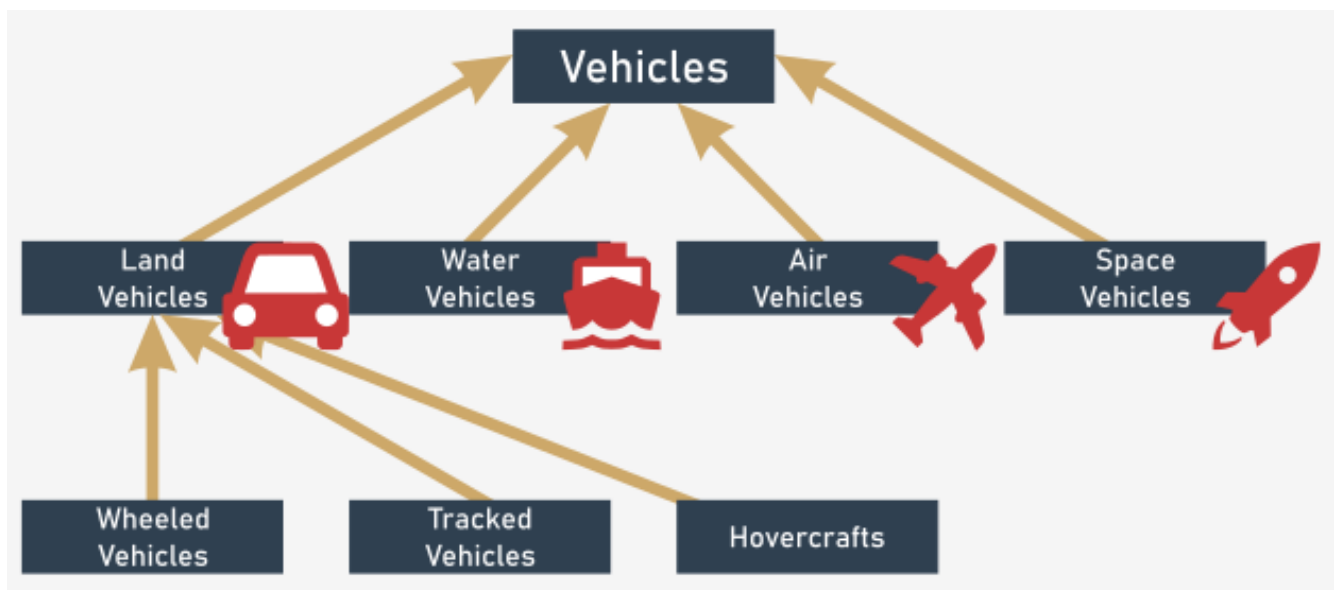 Vehicles
Land
Vehicles
Water
Vehicles
Air
Vehicles
Space
Vehicles
Wheeled
Vehicles
Tracked
Vehicles
Hovercrafts